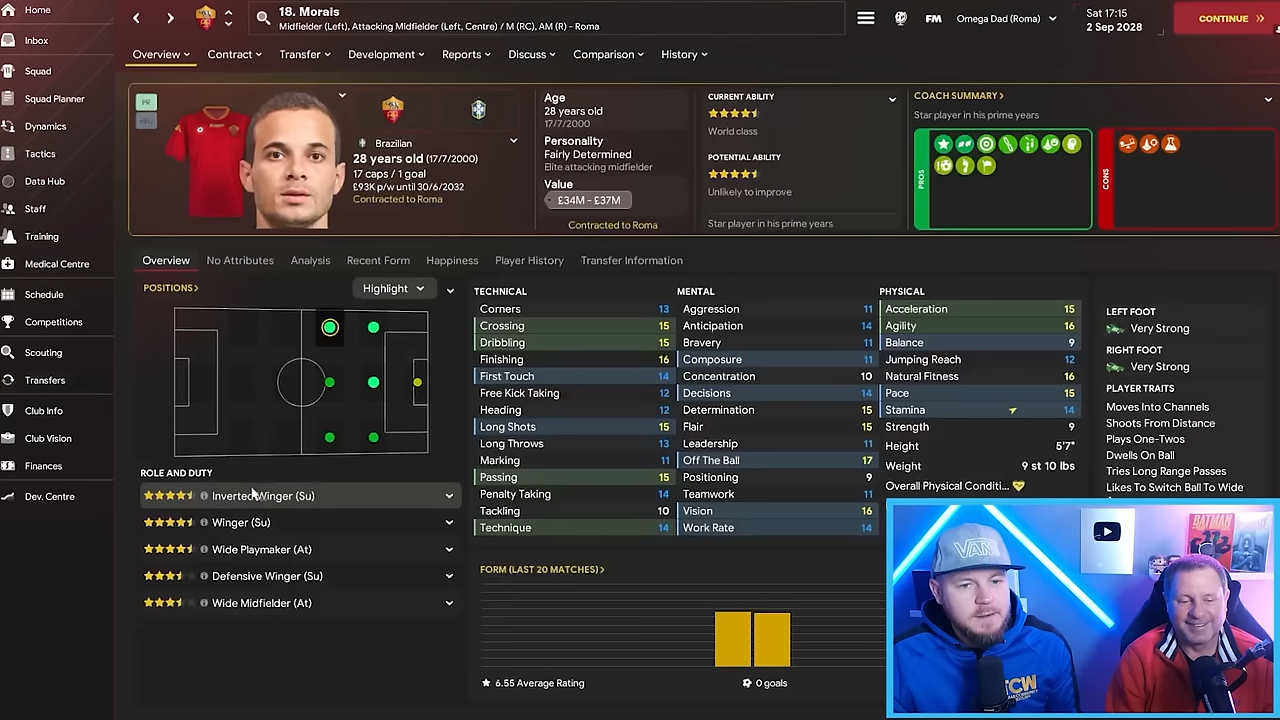 Home
Inbox
Squad
Squad Planner
Dynamics
Tactics
Data Hub
Staff
Training
Medical Centre
Schedule
Competitions
Scouting
Transfers
Club Info
Club Vision
Finances
Dev. Centre
18. Morais
Midfielder (Left), Attacking Midfielder (Left, Centre) / M (RC), AM (R) - Roma
FM
Omega Dad (Roma)
Sat 17:15
2 Sep 2028
CONTINUE
Overview
Contract
Transfer
Development
Reports
Discuss
Comparison
History
PR
Brazilian
28 years old (17/7/2000)
17 caps / 1 goal
£93K p/w until 30/6/2032
Contracted to Roma
Age
28 years old
17/7/2000
Personality
Fairly Determined
Elite attacking midfielder
Value
£34M - £37M
Contracted to Roma
CURRENT ABILITY
World class
POTENTIAL ABILITY
Unlikely to improve
Star player in his prime years
COACH SUMMARY
Star player in his prime years
PROS
CONS
Overview
No Attributes
Analysis
Recent Form
Happiness
Player History
Transfer Information
POSITIONS
Highlight
ROLE AND DUTY
Inverted Winger (Su)
Winger (Su)
Wide Playmaker (At)
Defensive Winger (Su)
Wide Midfielder (At)
TECHNICAL
Corners 13
Crossing 15
Dribbling 15
Finishing 16
First Touch 14
Free Kick Taking 12
Heading 12
Long Shots 15
Long Throws 13
Marking 11
Passing 15
Penalty Taking 14
Tackling 10
Technique 14
MENTAL
Aggression 11
Anticipation 14
Bravery 11
Composure 11
Concentration 10
Decisions 14
Determination 15
Flair 15
Leadership 11
Off The Ball 17
Positioning 9
Teamwork 11
Vision 16
Work Rate 14
PHYSICAL
Acceleration 15
Agility 16
Balance 9
Jumping Reach 12
Natural Fitness 16
Pace 15
Stamina 14
Strength 9
Height 5'7"
Weight 9 st 10 lbs
Overall Physical Conditi...
LEFT FOOT
Very Strong
RIGHT FOOT
Very Strong
PLAYER TRAITS
Moves Into Channels
Shoots From Distance
Plays One-Twos
Dwells On Ball
Tries Long Range Passes
Likes To Switch Ball To Wide
FORM (LAST 20 MATCHES)
6.55 Average Rating
0 goals
VANS
BATMAN
TCW